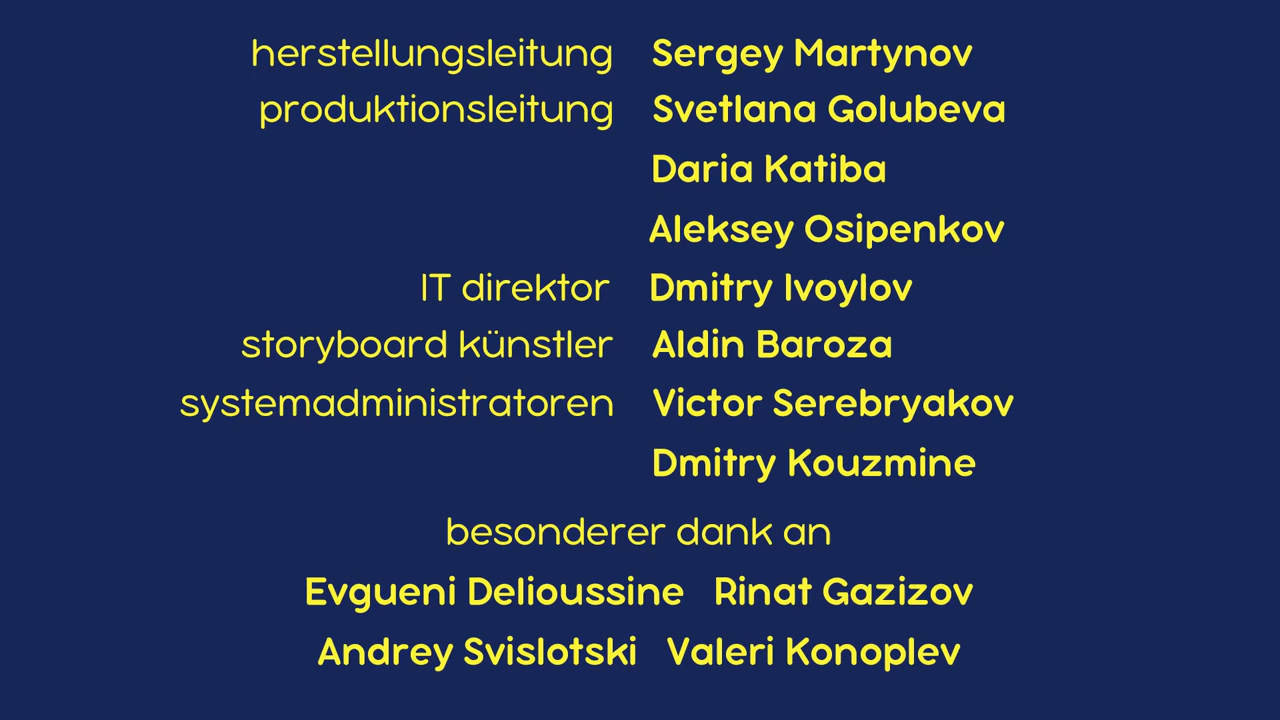 herstellungsleitung Sergey Martynov
produktionsleitung Svetlana Golubeva
Daria Katiba
Aleksey Osipenkov
IT direktor Dmitry Ivoylov
storyboard künstler Aldin Baroza
systemadministratoren Victor Serebryakov
Dmitry Kouzmine
besonderer dank an
Evgueni Delioussine Rinat Gazizov
Andrey Svislotski Valeri Konoplev